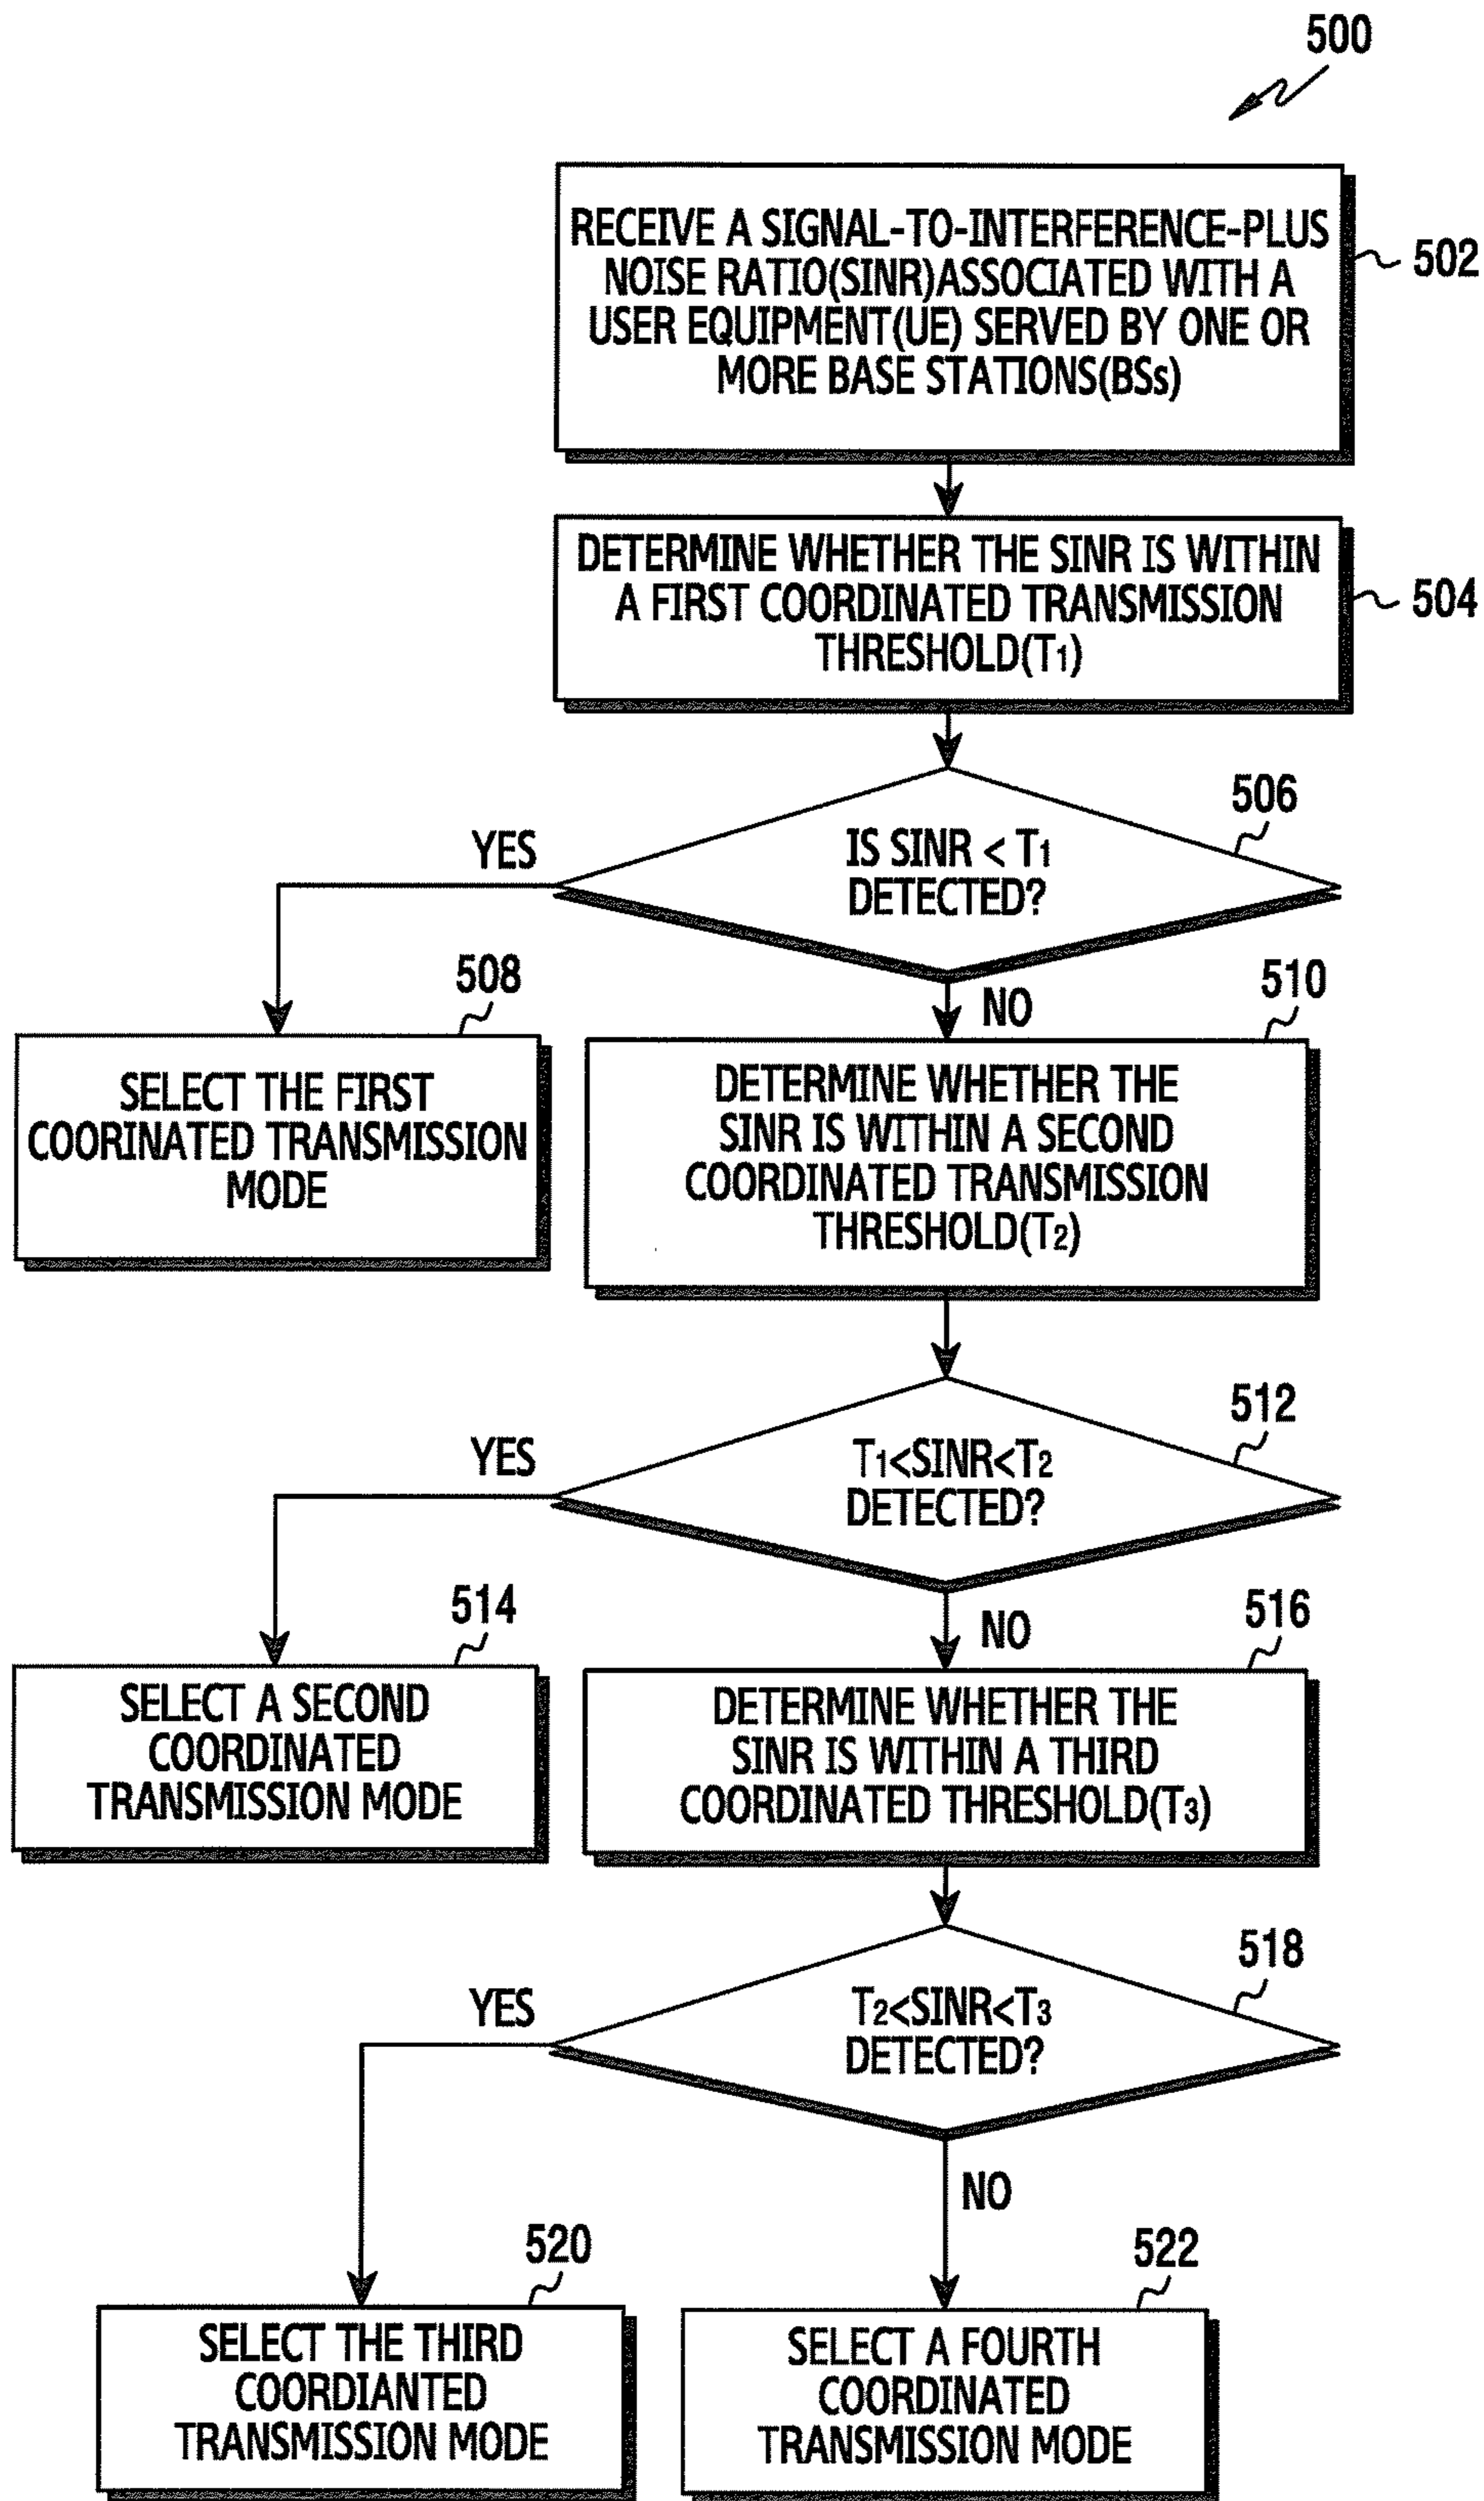 500
RECEIVE A SIGNAL-TO-INTERFERENCE-PLUS
NOISE RATIO(SINR)ASSOCIATED WITH A
USER EQUIPMENT(UE) SERVED BY ONE OR
MORE BASE STATIONS(BSs)
502
DETERMINE WHETHER THE SINR IS WITHIN
A FIRST COORDINATED TRANSMISSION
THRESHOLD(T1)
504
506
IS SINR < T1
DETECTED?
YES
NO
508
SELECT THE FIRST
COORINATED TRANSMISSION
MODE
510
DETERMINE WHETHER THE
SINR IS WITHIN A SECOND
COORDINATED TRANSMISSION
THRESHOLD(T2)
512
T1<SINR<T2
DETECTED?
YES
NO
514
SELECT A SECOND
COORDINATED
TRANSMISSION MODE
516
DETERMINE WHETHER THE
SINR IS WITHIN A THIRD
COORDINATED THRESHOLD(T3)
518
T2<SINR<T3
DETECTED?
YES
NO
520
SELECT THE THIRD
COORDIANTED
TRANSMISSION MODE
522
SELECT A FOURTH
COORDINATED
TRANSMISSION MODE